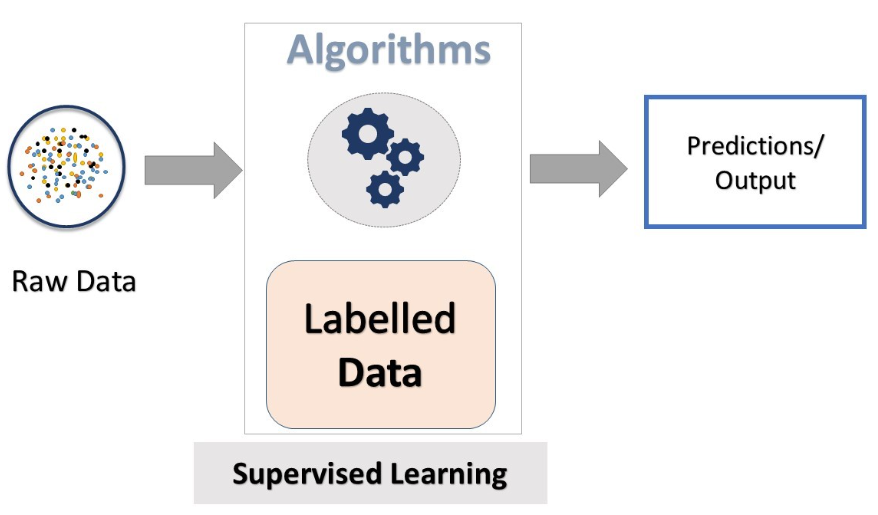 Algorithms
Raw Data
Labelled
Data
Predictions/
Output
Supervised Learning